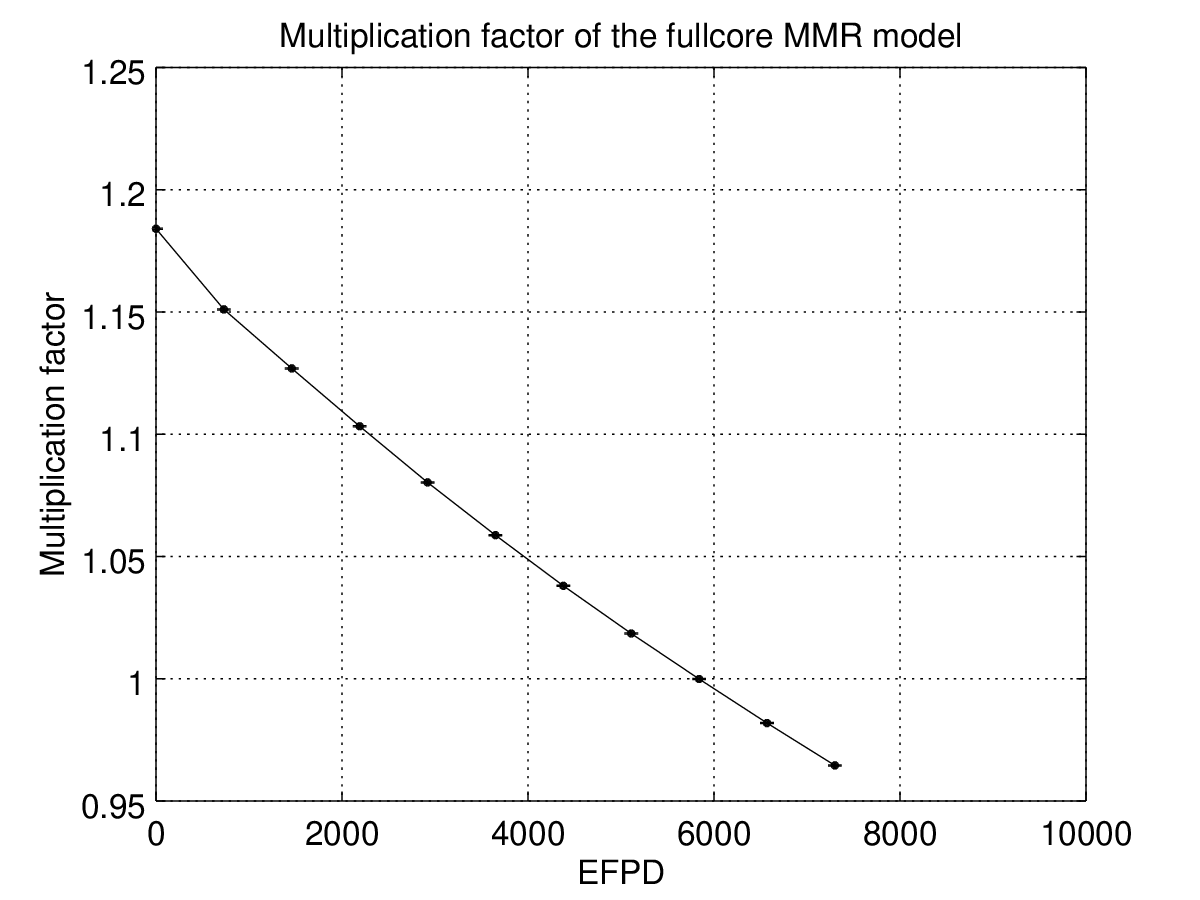 Multiplication factor of the fullcore MMR model
1.25
1.2
1.15
1.1
1.05
1
0.95
Multiplication factor
0 2000 4000 6000 8000 10000
EFPD